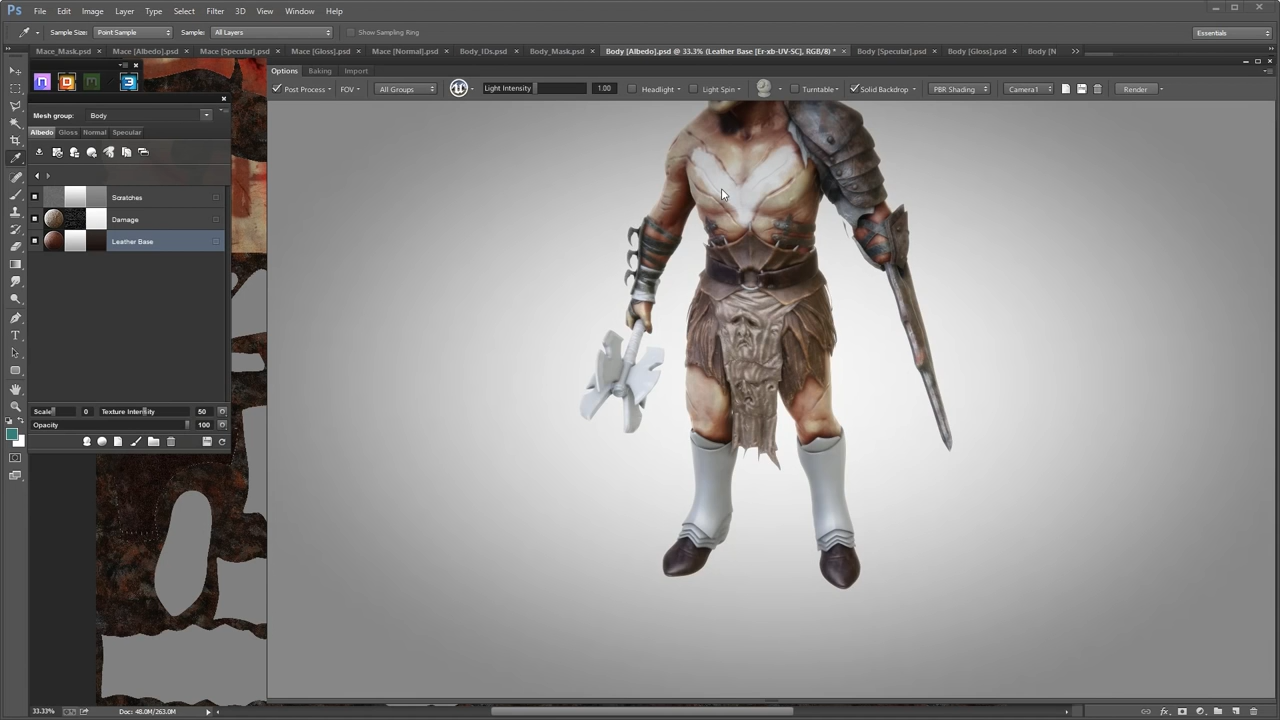 Ps File Edit Image Layer Type Select Filter 3D View Window Help
Sample Size: Point Sample Sample: All Layers Show Sampling Ring Essentials
Mace_Mask.psd × Mace [Albedo].psd × Mace [Specular].psd × Mace [Gloss].psd × Mace [Normal].psd × Body_IDs.psd × Body_Mask.psd × Body [Albedo].psd @ 33.3% (Leather Base [Er-xb-UV-SC], RGB/8) * × Body [Specular].psd × Body [Gloss].psd × Body [N
Options Baking Import
Post Process FOV All Groups Light Intensity 1.00 Headlight Light Spin Turntable Solid Backdrop PBR Shading Camera1 Render
Mesh group: Body
Albedo Gloss Normal Specular
Scratches
Damage
Leather Base
Scale 0 Texture Intensity 50
Opacity 100
33.33% Doc: 48.0M/263.0M